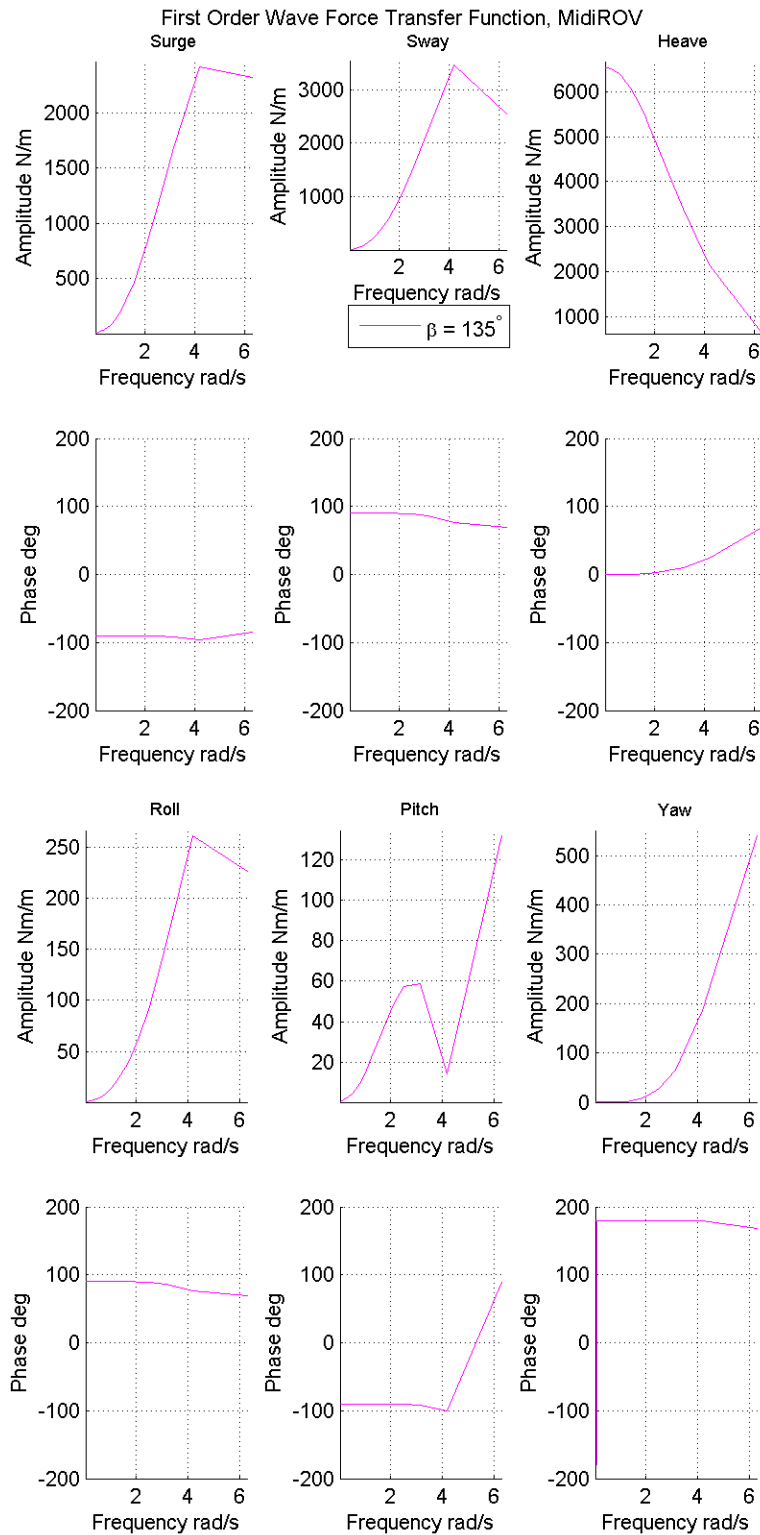 First Order Wave Force Transfer Function, MidiROV
Surge
Sway
Heave
Amplitude N/m
2000
1500
1000
500
2 4 6
Frequency rad/s
Amplitude N/m
3000
2000
1000
2 4 6
Frequency rad/s
β = 135°
Amplitude N/m
6000
5000
4000
3000
2000
1000
2 4 6
Frequency rad/s
Phase deg
200
100
0
-100
-200
2 4 6
Frequency rad/s
Phase deg
200
100
0
-100
-200
2 4 6
Frequency rad/s
Phase deg
200
100
0
-100
-200
2 4 6
Frequency rad/s
Roll
Pitch
Yaw
Amplitude Nm/m
250
200
150
100
50
2 4 6
Frequency rad/s
Amplitude Nm/m
120
100
80
60
40
20
2 4 6
Frequency rad/s
Amplitude Nm/m
500
400
300
200
100
0
2 4 6
Frequency rad/s
Phase deg
200
100
0
-100
-200
2 4 6
Frequency rad/s
Phase deg
200
100
0
-100
-200
2 4 6
Frequency rad/s
Phase deg
200
100
0
-100
-200
2 4 6
Frequency rad/s